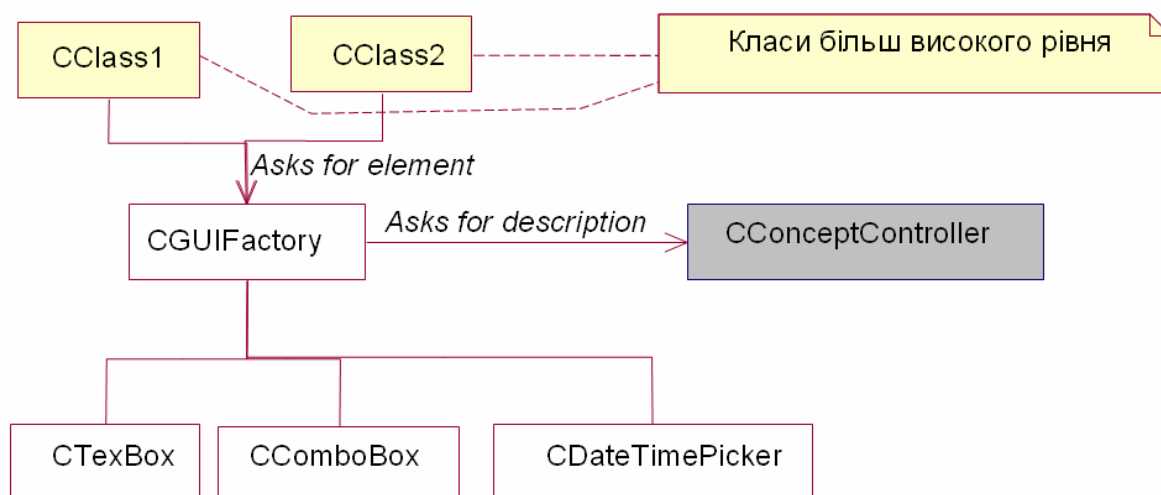 CClass1
CClass2
Класи більш високого рівня
Asks for element
CGUIFactory
Asks for description
CConceptController
CTexBox
CComboBox
CDateTimePicker